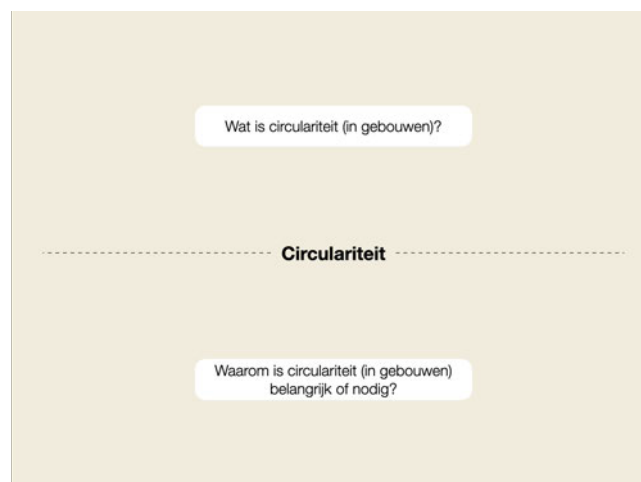 Wat is circulariteit (in gebouwen)?
Circulariteit
Waarom is circulariteit (in gebouwen)
belangrijk of nodig?